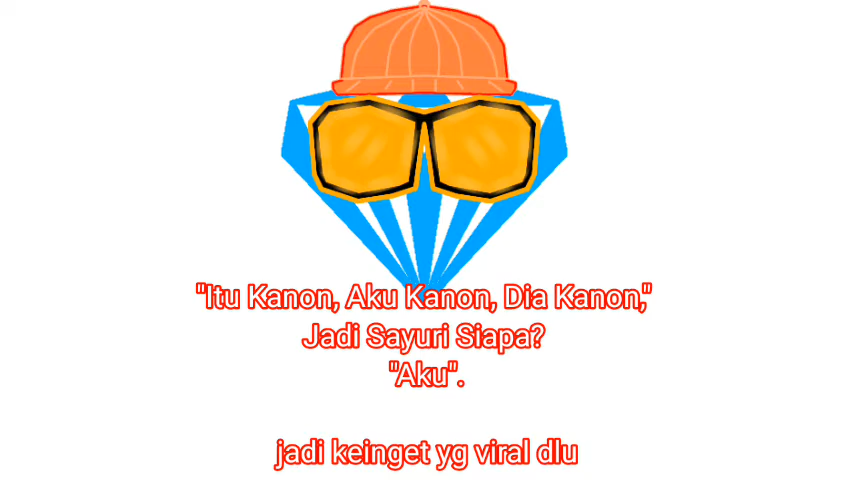 "Itu Kanon, Aku Kanon, Dia Kanon,"
Jadi Sayuri Siapa?
"Aku".
jadi keinget yg viral dlu